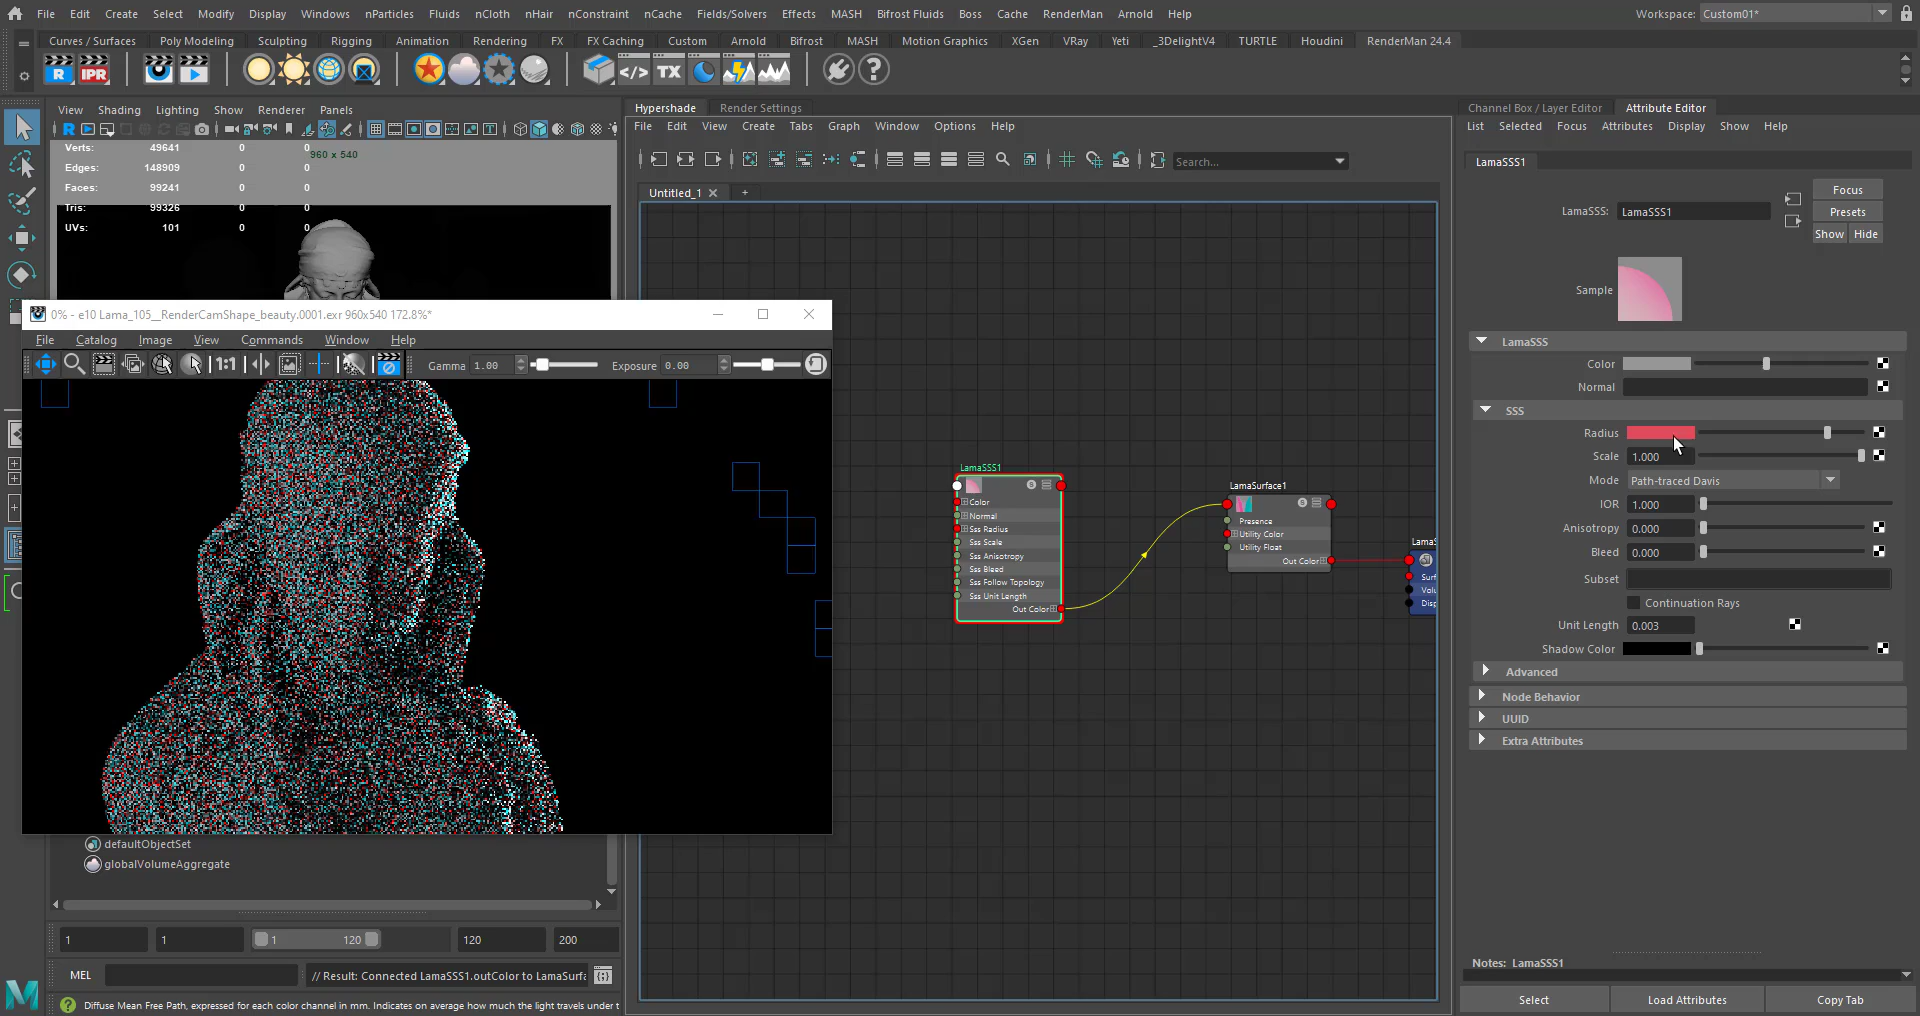 File Edit Create Select Modify Display Windows nParticles Fluids nCloth nHair nConstraint nCache Fields/Solvers Effects MASH Bifrost Fluids Boss Cache RenderMan Arnold Help
Workspace: Custom01*
Curves / Surfaces Poly Modeling Sculpting Rigging Animation Rendering FX FX Caching Custom Arnold Bifrost MASH Motion Graphics XGen VRay Yeti _3DelightV4 TURTLE Houdini RenderMan 24.4
R IPR </> TX ?
View Shading Lighting Show Renderer Panels
Verts: 49641 0 0
960 x 540
Edges: 148909 0 0
Faces: 99241 0 0
Tris: 99326 0 0
UVs: 101 0 0
0% - e10 Lama_105__RenderCamShape_beauty.0001.exr 960x540 172.8%*
File Catalog Image View Commands Window Help
1:1 Gamma 1.00 Exposure 0.00
defaultObjectSet
globalVolumeAggregate
1 1 1 120 120 200
MEL // Result: Connected LamaSSS1.outColor to LamaSurfa
Diffuse Mean Free Path, expressed for each color channel in mm. Indicates on average how much the light travels under t
Hypershade Render Settings
File Edit View Create Tabs Graph Window Options Help
Search...
Untitled_1 +
LamaSSS1
Color
Normal
Sss Radius
Sss Scale
Sss Anisotropy
Sss Bleed
Sss Follow Topology
Sss Unit Length
Out Color
LamaSurface1
Presence
Utility Color
Utility Float
Out Color
LamaS
Surf
Volu
Disp
Channel Box / Layer Editor Attribute Editor
List Selected Focus Attributes Display Show Help
LamaSSS1
LamaSSS: LamaSSS1
Focus
Presets
Show Hide
Sample
LamaSSS
Color
Normal
SSS
Radius
Scale 1.000
Mode Path-traced Davis
IOR 1.000
Anisotropy 0.000
Bleed 0.000
Subset
Continuation Rays
Unit Length 0.003
Shadow Color
Advanced
Node Behavior
UUID
Extra Attributes
Notes: LamaSSS1
Select Load Attributes Copy Tab